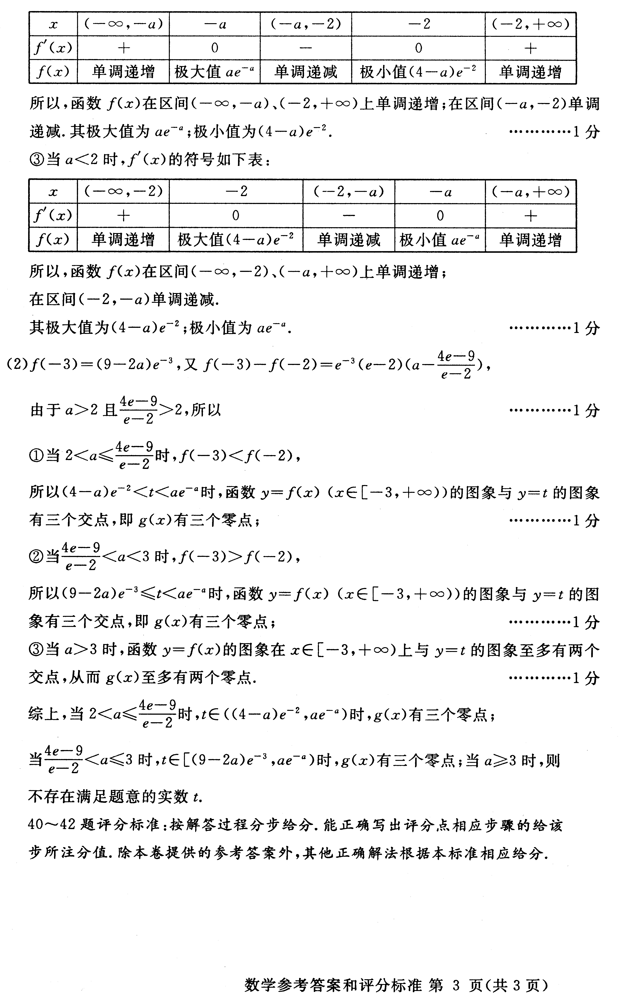 x (－∞,－a) －a (－a,－2) －2 (－2,＋∞)
f′(x) ＋ 0 － 0 ＋
f(x) 单调递增 极大值 ae⁻ᵃ 单调递减 极小值(4－a)e⁻² 单调递增
所以,函数 f(x)在区间(－∞,－a)、(－2,＋∞)上单调递增;在区间(－a,－2)单调
递减. 其极大值为 ae⁻ᵃ;极小值为(4－a)e⁻². …………1 分
③当 a<2 时,f′(x)的符号如下表:
x (－∞,－2) －2 (－2,－a) －a (－a,＋∞)
f′(x) ＋ 0 － 0 ＋
f(x) 单调递增 极大值(4－a)e⁻² 单调递减 极小值 ae⁻ᵃ 单调递增
所以,函数 f(x)在区间(－∞,－2)、(－a,＋∞)上单调递增;
在区间(－2,－a)单调递减.
其极大值为(4－a)e⁻²;极小值为 ae⁻ᵃ. …………1 分
(2)f(－3)=(9－2a)e⁻³,又 f(－3)－f(－2)=e⁻³(e－2)(a－\frac{4e－9}{e－2}),
由于 a>2 且\frac{4e－9}{e－2}>2,所以 …………1 分
①当 2<a⩽\frac{4e－9}{e－2}时,f(－3)<f(－2),
所以(4－a)e⁻²<t<ae⁻ᵃ时,函数 y=f(x) (x∈[－3,＋∞))的图象与 y=t 的图象
有三个交点,即 g(x)有三个零点; …………1 分
②当\frac{4e－9}{e－2}<a<3 时,f(－3)>f(－2),
所以(9－2a)e⁻³⩽t<ae⁻ᵃ时,函数 y=f(x) (x∈[－3,＋∞))的图象与 y=t 的图
象有三个交点,即 g(x)有三个零点; …………1 分
③当 a>3 时,函数 y=f(x)的图象在 x∈[－3,＋∞)上与 y=t 的图象至多有两个
交点,从而 g(x)至多有两个零点. …………1 分
综上,当 2<a⩽\frac{4e－9}{e－2}时,t∈((4－a)e⁻²,ae⁻ᵃ)时,g(x)有三个零点;
当\frac{4e－9}{e－2}<a⩽3 时,t∈[(9－2a)e⁻³,ae⁻ᵃ)时,g(x)有三个零点;当 a⩾3 时,则
不存在满足题意的实数 t.
40～42 题评分标准:按解答过程分步给分. 能正确写出评分点相应步骤的给该
步所注分值. 除本卷提供的参考答案外,其他正确解法根据本标准相应给分.
数学参考答案和评分标准 第 3 页(共 3 页)